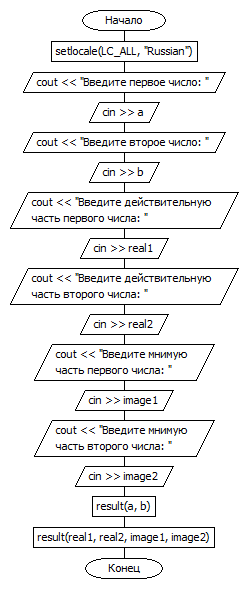 Начало
setlocale(LC_ALL, "Russian")
cout << "Введите первое число: "
cin >> a
cout << "Введите второе число: "
cin >> b
cout << "Введите действительную
часть первого числа: "
cin >> real1
cout << "Введите действительную
часть второго числа: "
cin >> real2
cout << "Введите мнимую
часть первого числа: "
cin >> image1
cout << "Введите мнимую
часть второго числа: "
cin >> image2
result(a, b)
result(real1, real2, image1, image2)
Конец